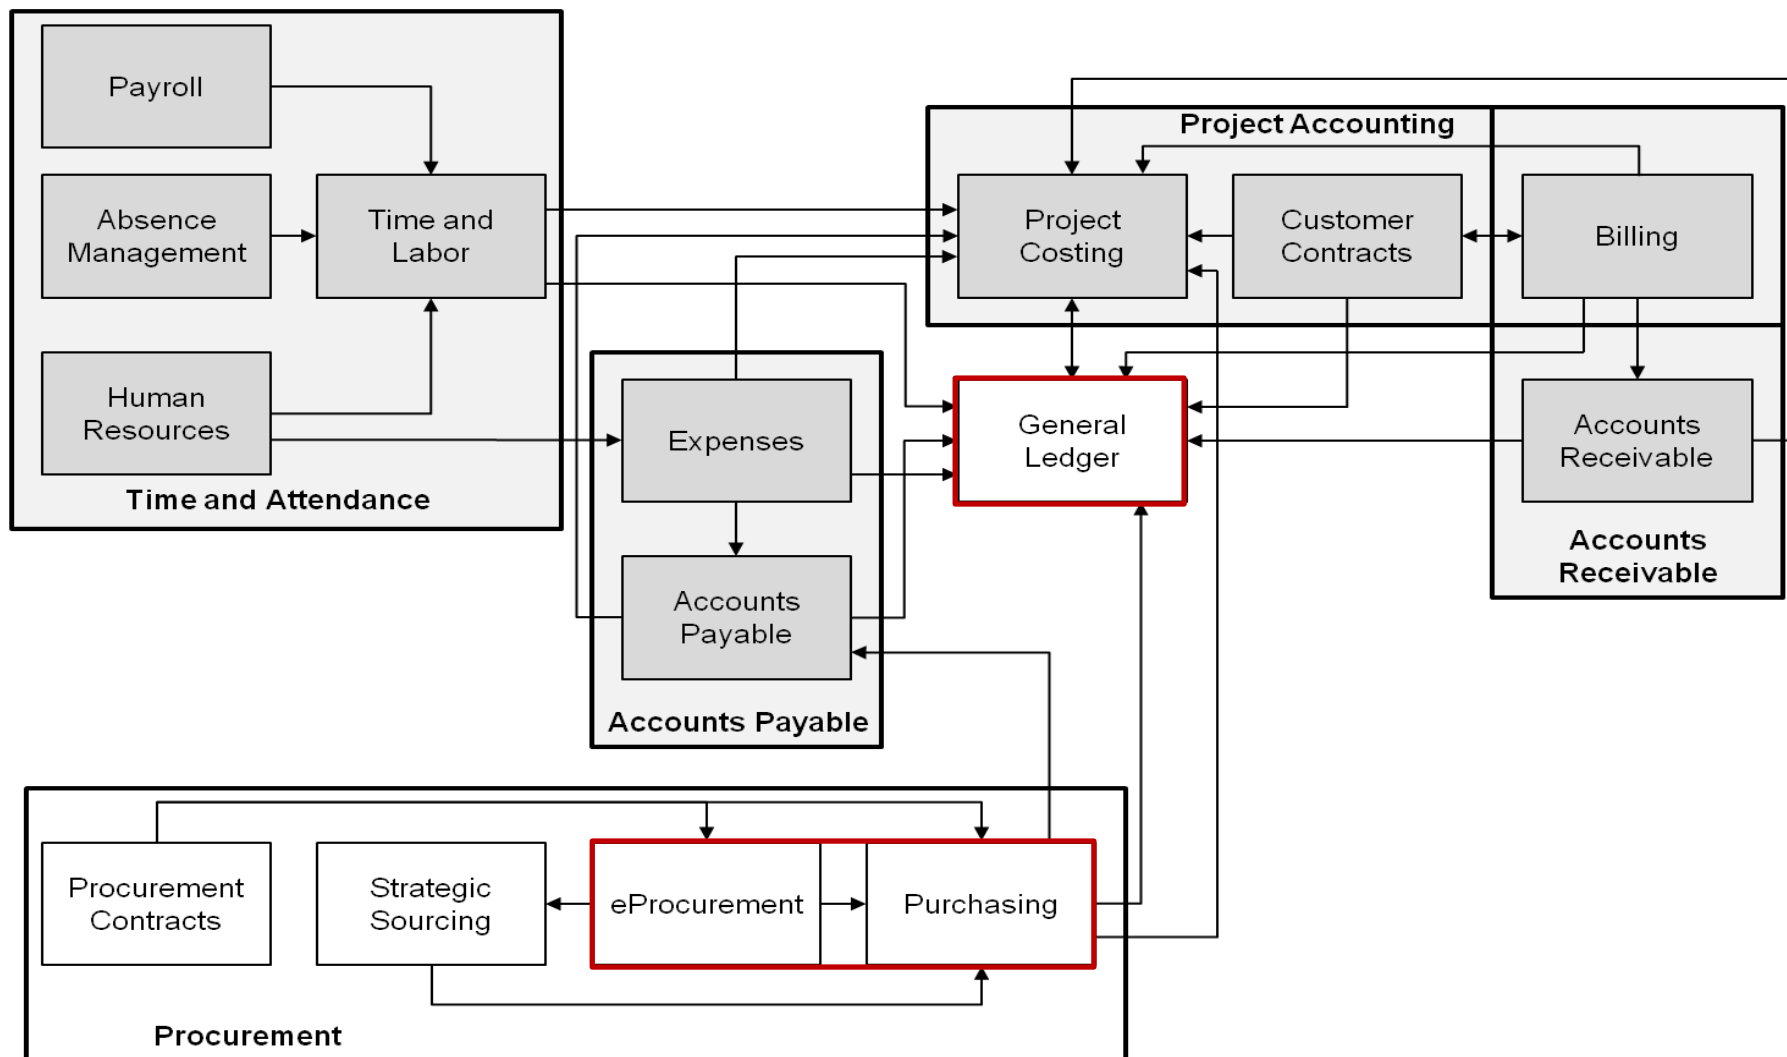 Payroll
Absence
Management
Time and
Labor
Human
Resources
Time and Attendance
Project Accounting
Project
Costing
Customer
Contracts
Billing
Expenses
General
Ledger
Accounts
Receivable
Accounts
Receivable
Accounts
Payable
Accounts Payable
Procurement
Contracts
Strategic
Sourcing
eProcurement
Purchasing
Procurement